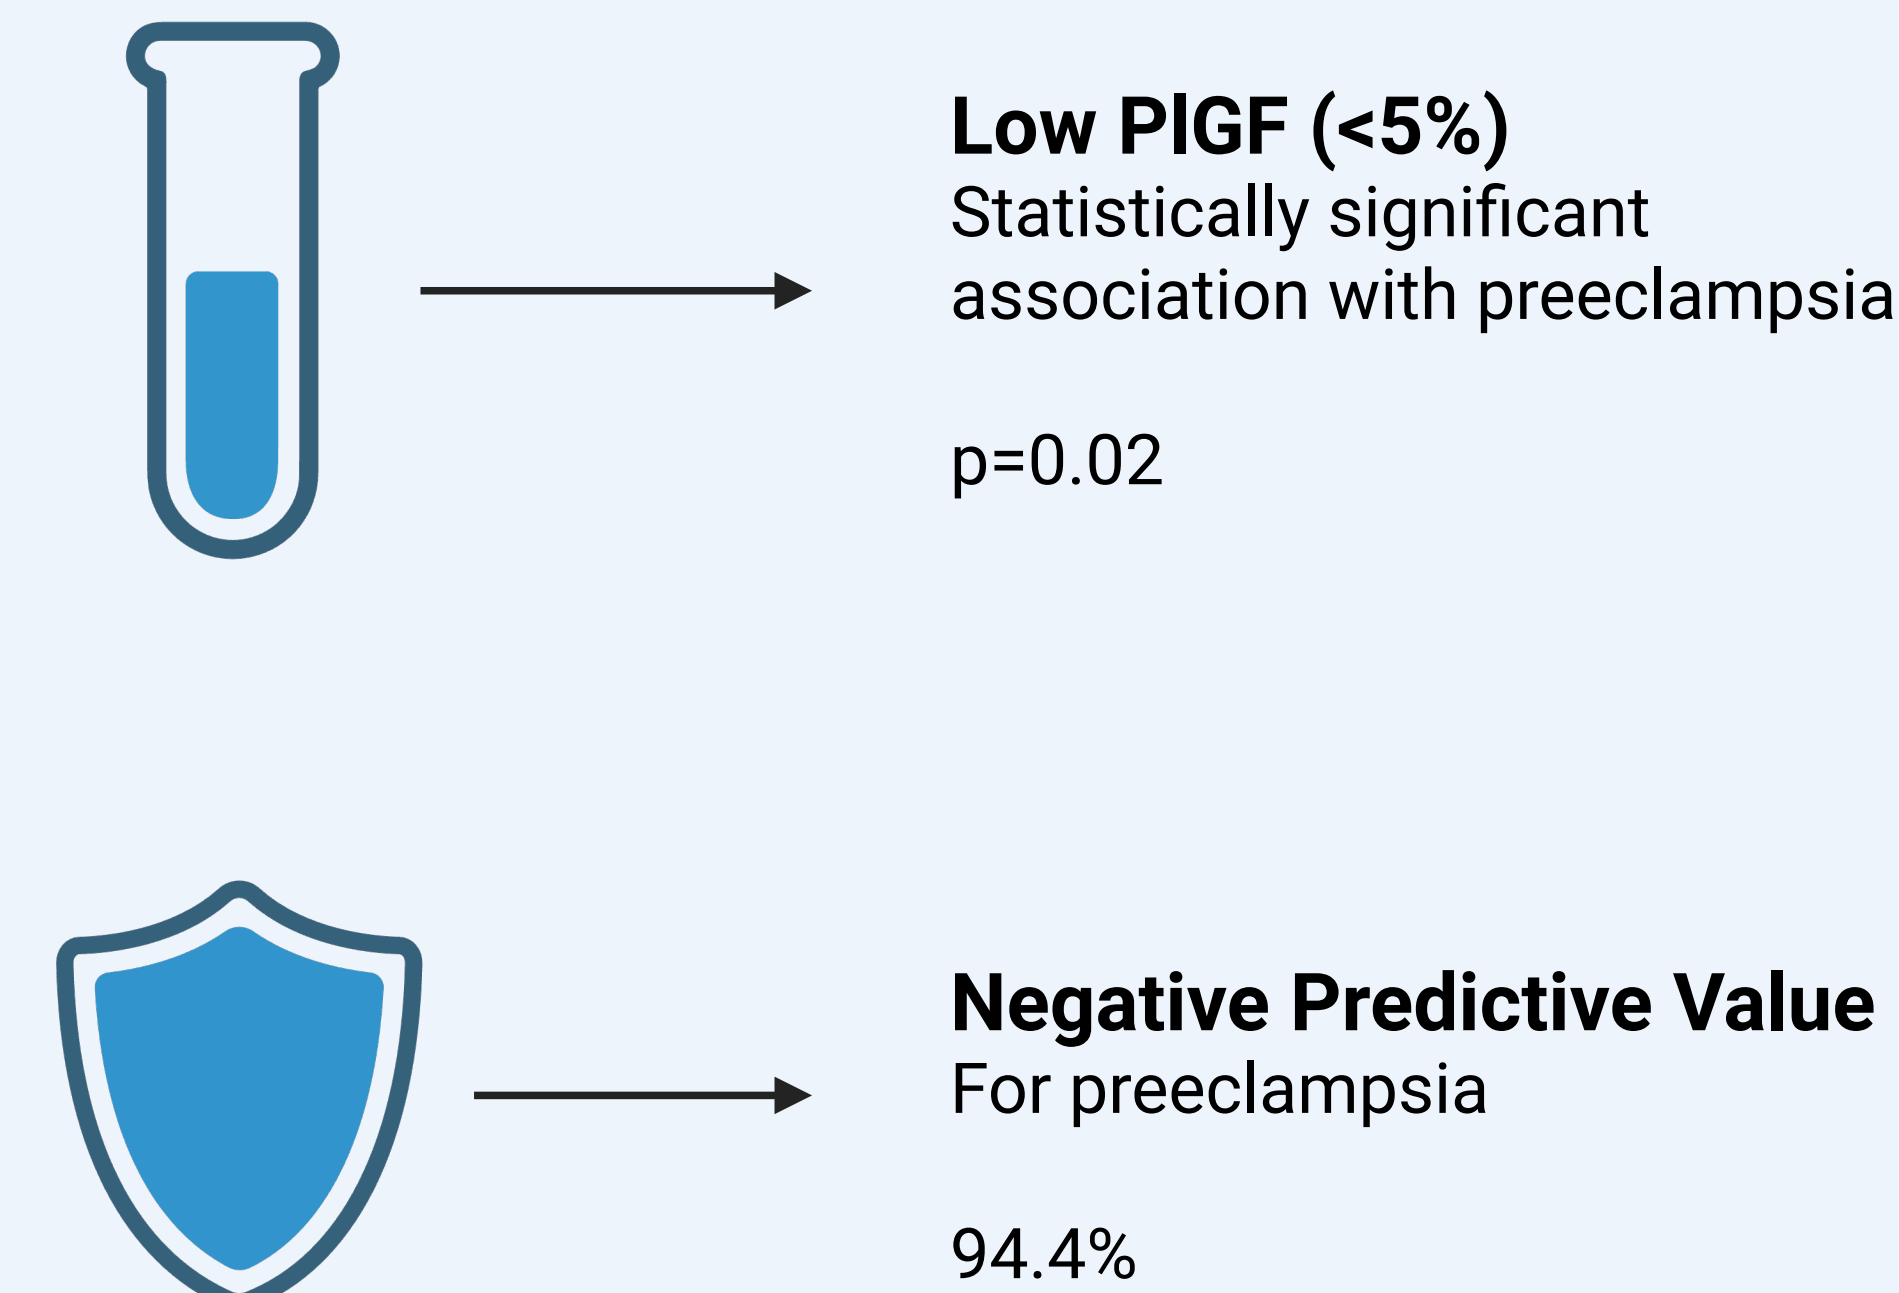 Low PlGF (<5%)
Statistically significant
association with preeclampsia
p=0.02
Negative Predictive Value
For preeclampsia
94.4%